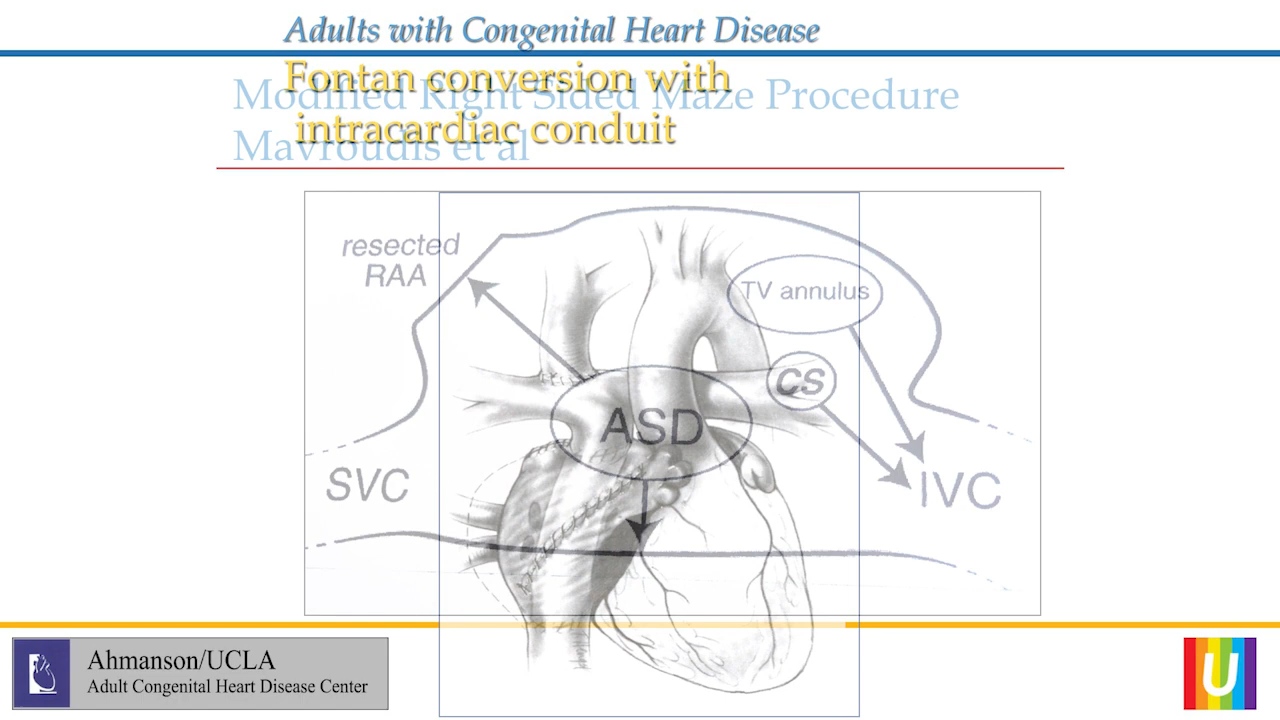 Adults with Congenital Heart Disease
Fontan conversion with
intracardiac conduit
Modified Right Sided Maze Procedure
Mavroudis et al
resected
RAA
TV annulus
CS
ASD
SVC
IVC
Ahmanson/UCLA
Adult Congenital Heart Disease Center
U